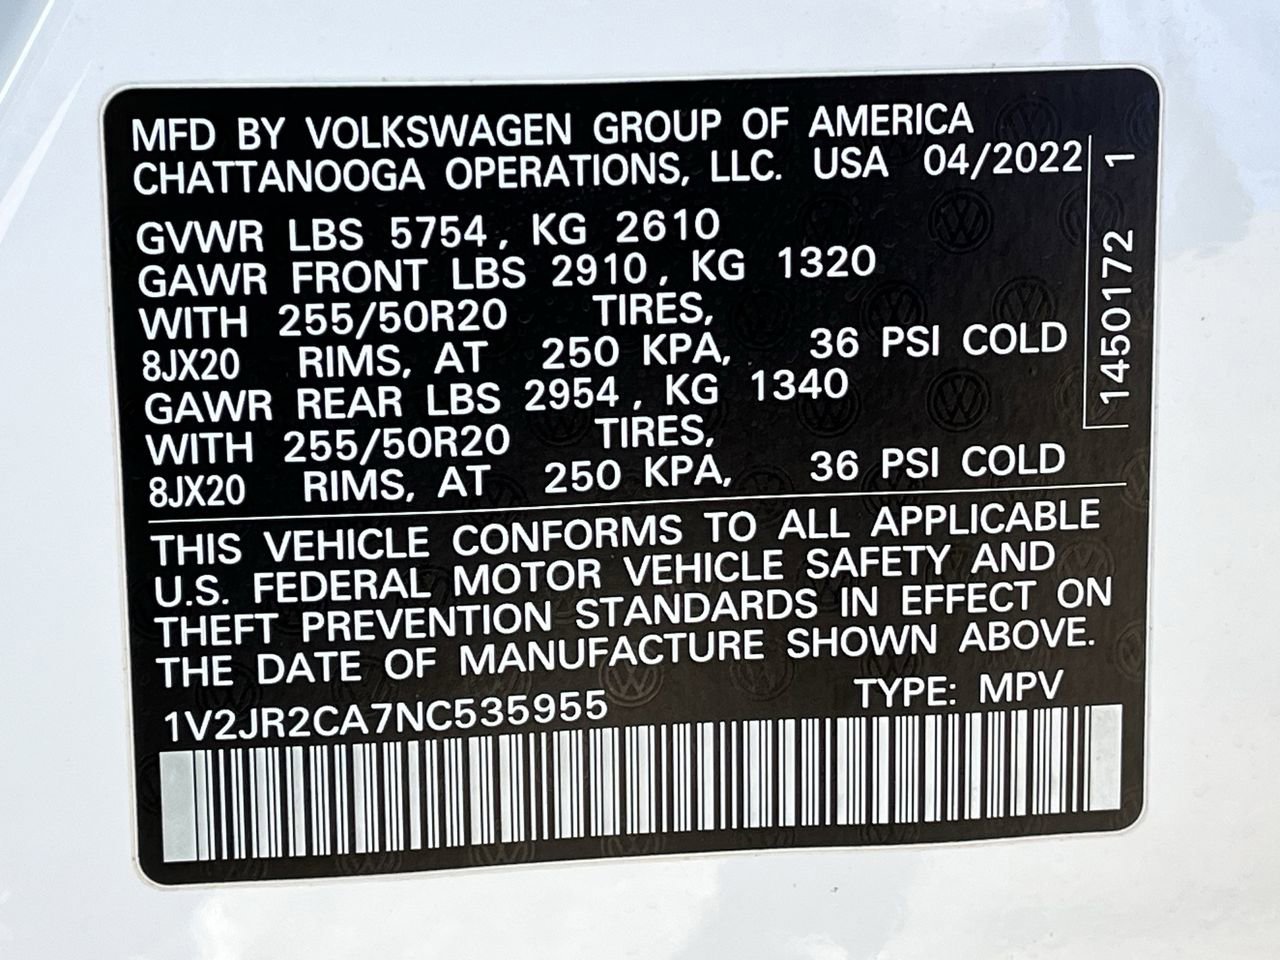 MFD BY VOLKSWAGEN GROUP OF AMERICA
CHATTANOOGA OPERATIONS, LLC. USA 04/2022
GVWR LBS 5754, KG 2610
GAWR FRONT LBS 2910, KG 1320
WITH 255/50R20 TIRES,
8JX20 RIMS, AT 250 KPA, 36 PSI COLD
GAWR REAR LBS 2954, KG 1340
WITH 255/50R20 TIRES,
8JX20 RIMS, AT 250 KPA, 36 PSI COLD
14501172 1
THIS VEHICLE CONFORMS TO ALL APPLICABLE
U.S. FEDERAL MOTOR VEHICLE SAFETY AND
THEFT PREVENTION STANDARDS IN EFFECT ON
THE DATE OF MANUFACTURE SHOWN ABOVE.
1V2JR2CA7NC535955 TYPE: MPV